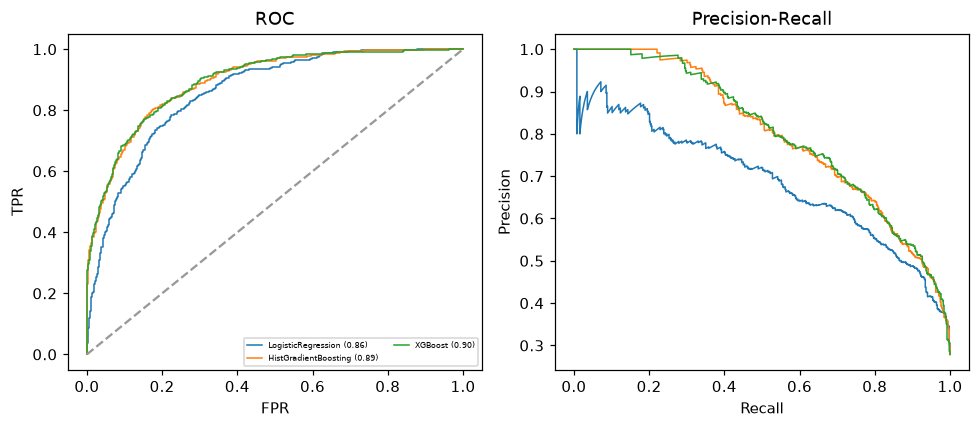 ROC
TPR
1.0
0.8
0.6
0.4
0.2
0.0
0.0 0.2 0.4 0.6 0.8 1.0
FPR
LogisticRegression (0.86)
HistGradientBoosting (0.89)
XGBoost (0.90)
Precision-Recall
Precision
1.0
0.9
0.8
0.7
0.6
0.5
0.4
0.3
0.0 0.2 0.4 0.6 0.8 1.0
Recall